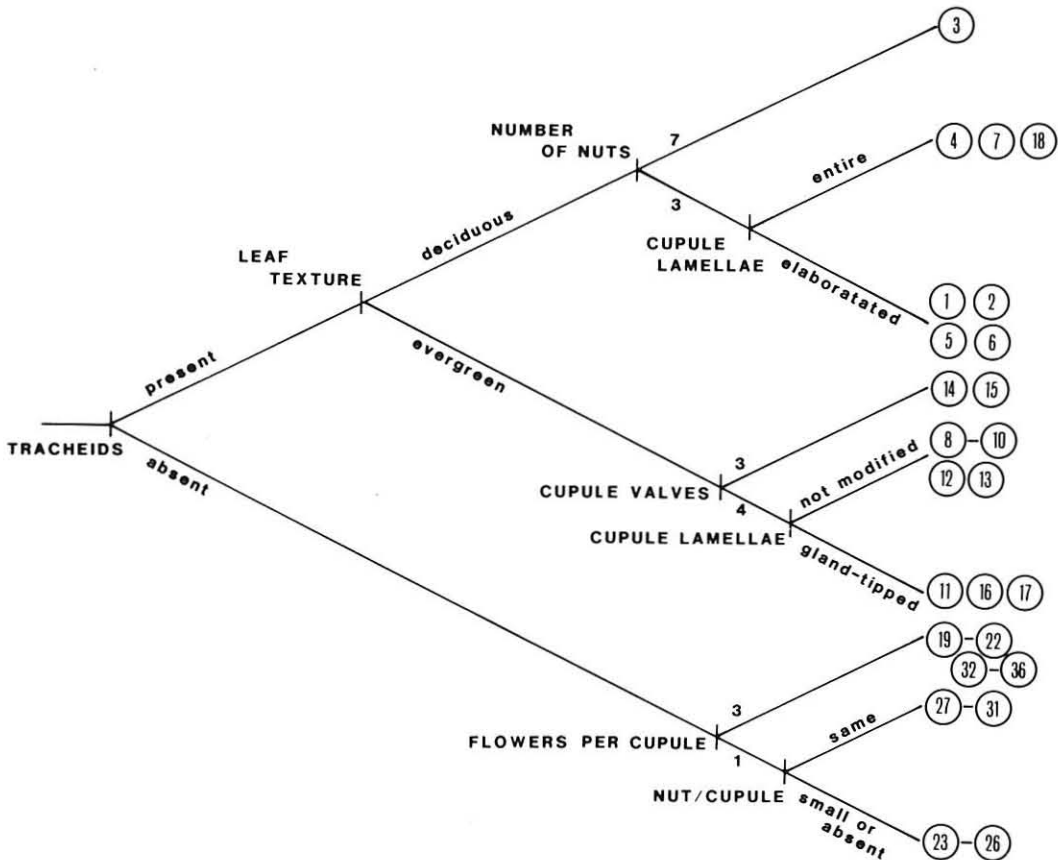 3
NUMBER
OF NUTS
7
3
entire
4 7 18
deciduous
LEAF
TEXTURE
CUPULE
LAMELLAE
elaboratated
1 2
5 6
present
evergreen
14 15
TRACHEIDS
absent
3
CUPULE VALVES
4
not modified
8-10
12 13
CUPULE LAMELLAE
gland-tipped
11 16 17
19-22
32-36
3
FLOWERS PER CUPULE
1
same
27-31
NUT/CUPULE
small or
absent
23-26